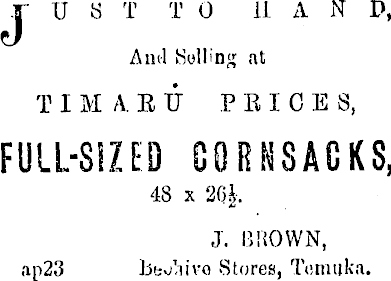 JUST TO HAND,
And Selling at
TIMARU PRICES,
FULL-SIZED CORNSACKS,
48 x 26½.
J. BROWN,
ap23 Beehive Stores, Temuka.